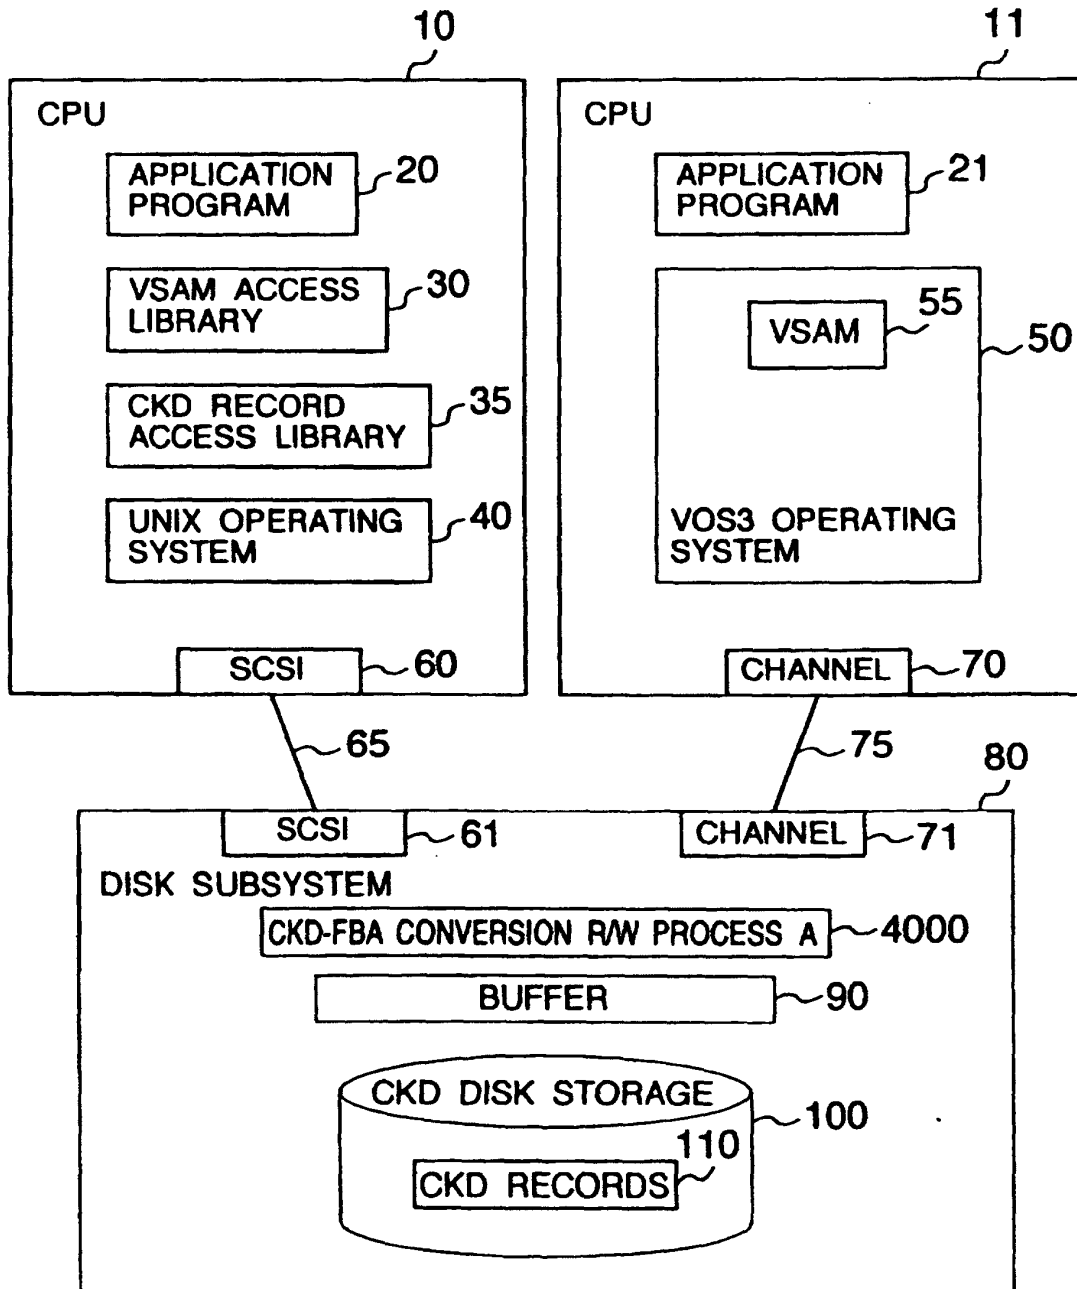 10
11
CPU
CPU
APPLICATION
PROGRAM
20
APPLICATION
PROGRAM
21
VSAM ACCESS
LIBRARY
30
VSAM
55
50
CKD RECORD
ACCESS LIBRARY
35
UNIX OPERATING
SYSTEM
40
VOS3 OPERATING
SYSTEM
SCSI
60
CHANNEL
70
65
75
80
SCSI
61
CHANNEL
71
DISK SUBSYSTEM
CKD-FBA CONVERSION R/W PROCESS A
4000
BUFFER
90
CKD DISK STORAGE
100
110
CKD RECORDS